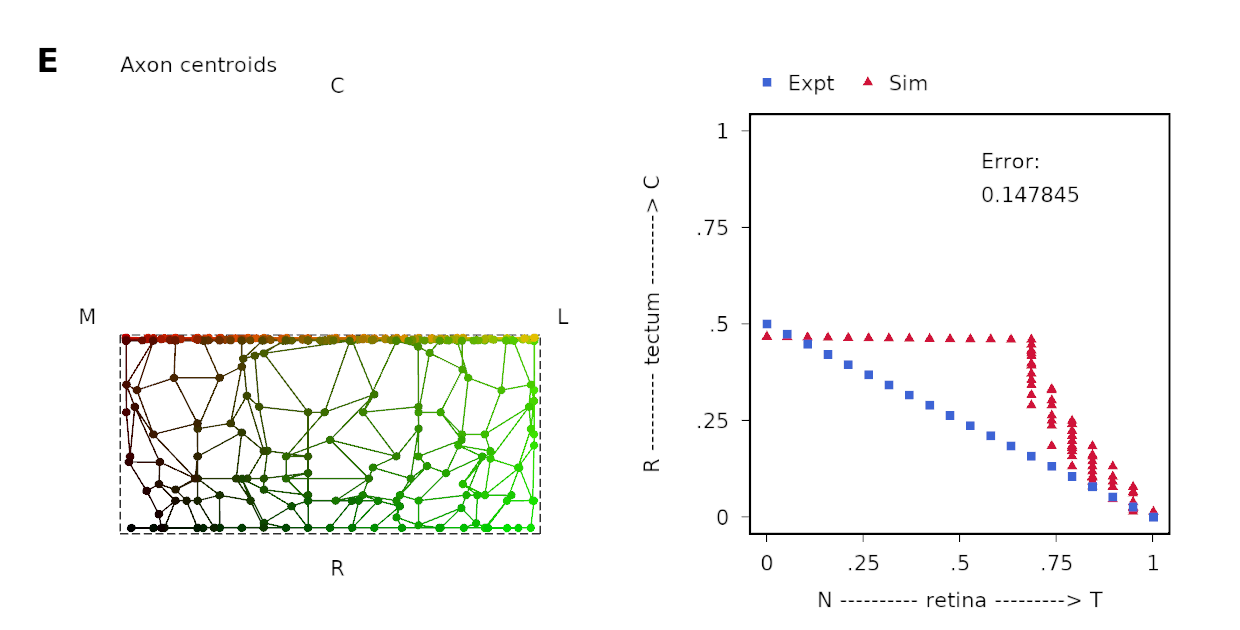 E
Axon centroids
C
M
L
R
Expt
Sim
Error:
0.147845
1
.75
.5
.25
0
R ---------- tectum ----------> C
0
.25
.5
.75
1
N ---------- retina ---------> T